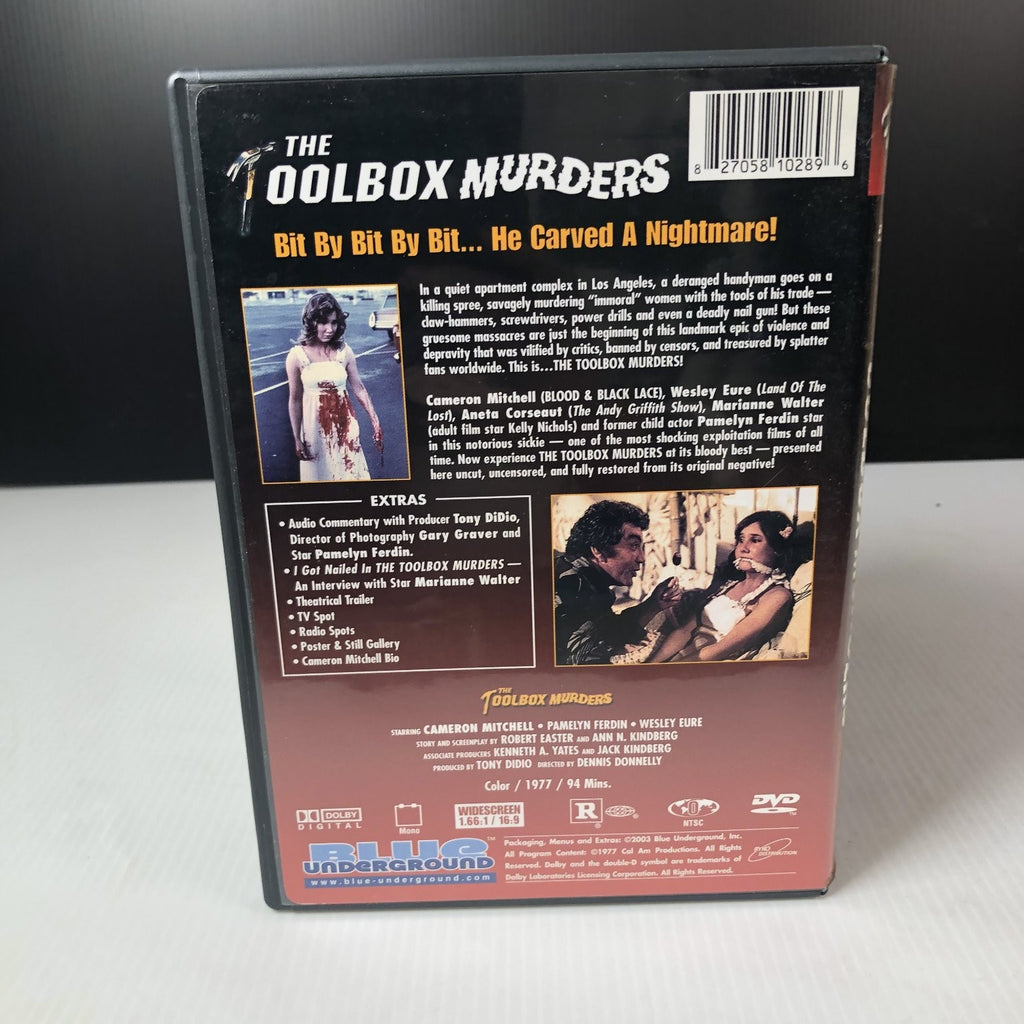 THE
OOLBOX MURDERS
8 27058 10289 6
Bit By Bit By Bit... He Carved A Nightmare!
In a quiet apartment complex in Los Angeles, a deranged handyman goes on a
killing spree, savagely murdering "immoral" women with the tools of his trade —
claw-hammers, screwdrivers, power drills and even a deadly nail gun! But these
gruesome massacres are just the beginning of this landmark epic of violence and
depravity that was vilified by critics, banned by censors, and treasured by splatter
fans worldwide. This is...THE TOOLBOX MURDERS!
Cameron Mitchell (BLOOD & BLACK LACE), Wesley Eure (Land Of The
Lost), Aneta Corseaut (The Andy Griffith Show), Marianne Walter
(adult film star Kelly Nichols) and former child actor Pamelyn Ferdin star
in this notorious sickie — one of the most shocking exploitation films of all
time. Now experience THE TOOLBOX MURDERS at its bloody best — presented
here uncut, uncensored, and fully restored from its original negative!
EXTRAS
• Audio Commentary with Producer Tony DiDio,
Director of Photography Gary Graver and
Star Pamelyn Ferdin.
• I Got Nailed In THE TOOLBOX MURDERS —
An Interview with Star Marianne Walter
• Theatrical Trailer
• TV Spot
• Radio Spots
• Poster & Still Gallery
• Cameron Mitchell Bio
THE
TOOLBOX MURDERS
STARRING CAMERON MITCHELL • PAMELYN FERDIN • WESLEY EURE
STORY AND SCREENPLAY BY ROBERT EASTER AND ANN N. KINDBERG
ASSOCIATE PRODUCERS KENNETH A. YATES AND JACK KINDBERG
PRODUCED BY TONY DIDIO DIRECTED BY DENNIS DONNELLY
Color / 1977 / 94 Mins.
DOLBY
DIGITAL
Mono
WIDESCREEN
1.66:1 / 16:9
R
®
0
NTSC
DVD
™
BLUE™
UNDERGROUND
www.blue-underground.com
Packaging, Menus and Extras: ©2003 Blue Underground, Inc.
All Program Content: ©1977 Cal Am Productions. All Rights
Reserved. Dolby and the double-D symbol are trademarks of
Dolby Laboratories Licensing Corporation. All Rights Reserved.
RYKO
DISTRIBUTION